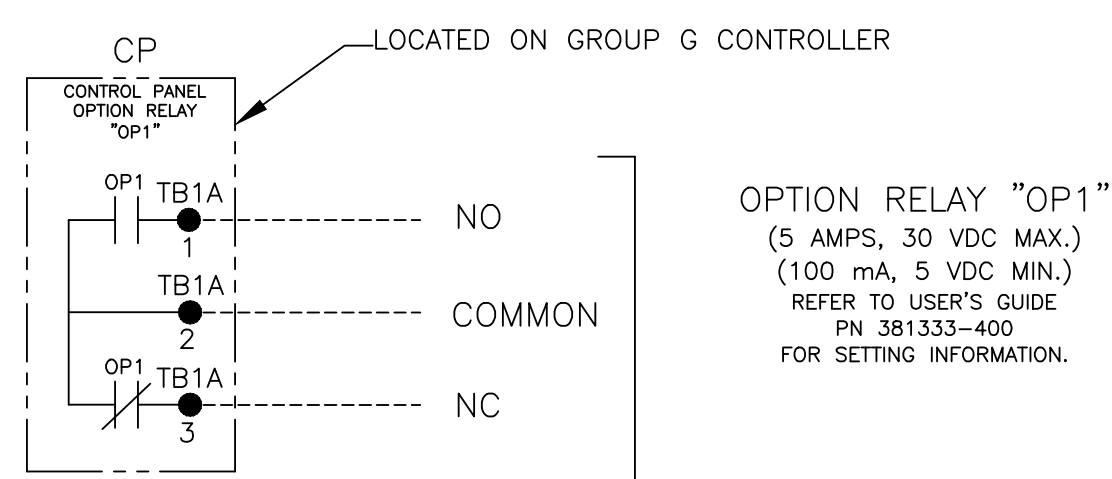 LOCATED ON GROUP G CONTROLLER
CP
CONTROL PANEL
OPTION RELAY
"OP1"
OP1
TB1A
1
NO
TB1A
2
COMMON
OP1
TB1A
3
NC
OPTION RELAY "OP1"
(5 AMPS, 30 VDC MAX.)
(100 mA, 5 VDC MIN.)
REFER TO USER'S GUIDE
PN 381333-400
FOR SETTING INFORMATION.